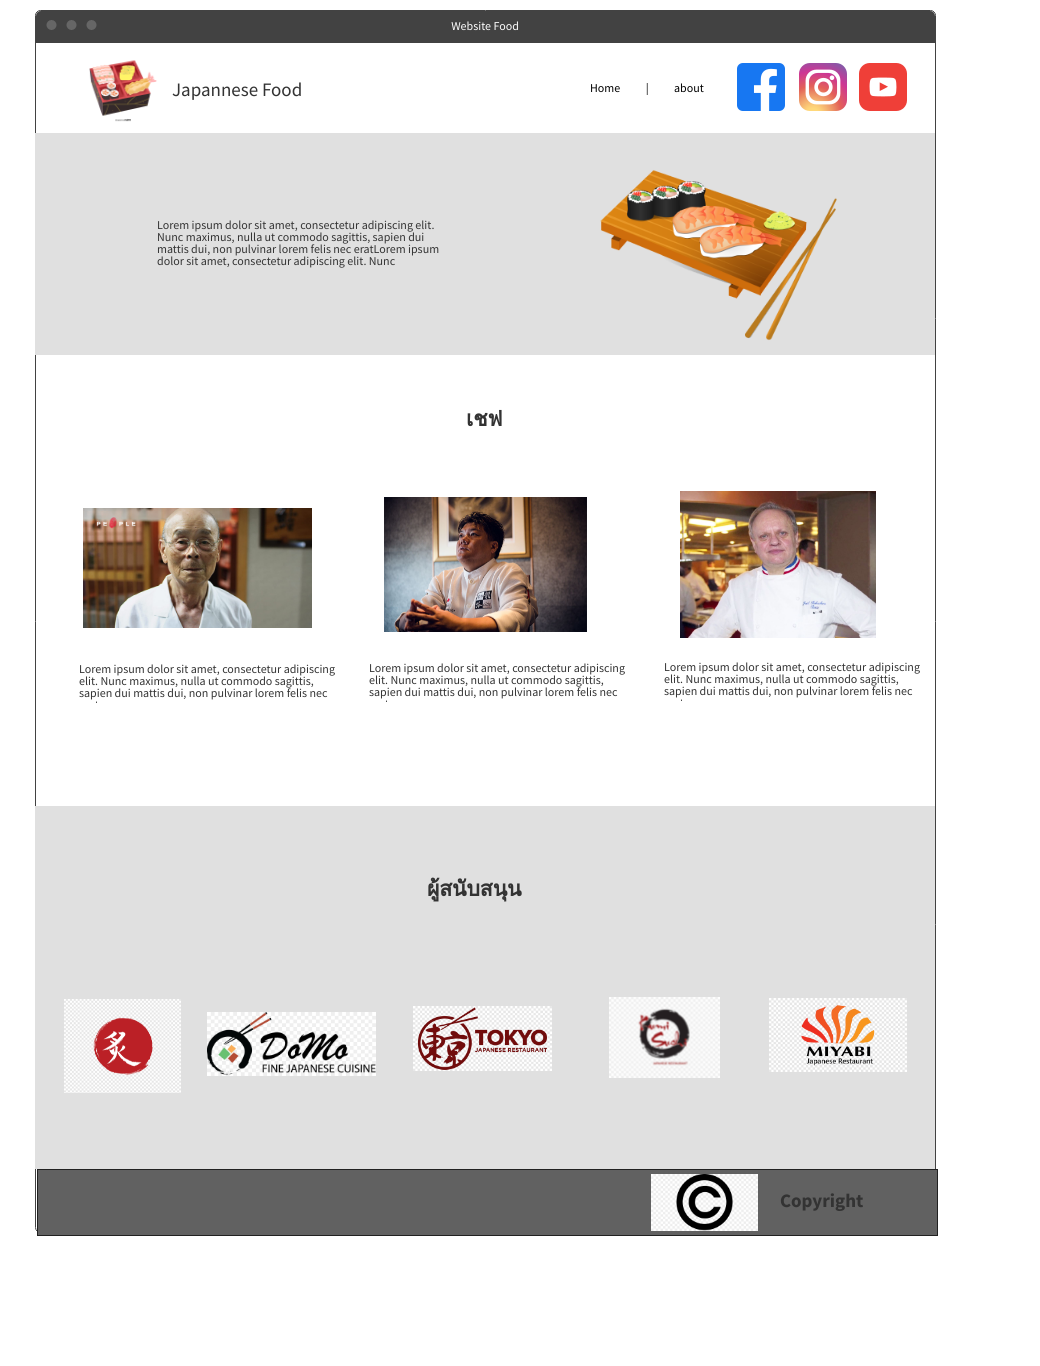 Website Food
Japannese Food
Home | about
Lorem ipsum dolor sit amet, consectetur adipiscing elit.
Nunc maximus, nulla ut commodo sagittis, sapien dui
mattis dui, non pulvinar lorem felis nec eratLorem ipsum
dolor sit amet, consectetur adipiscing elit. Nunc
เชฟ
PEOPLE
Lorem ipsum dolor sit amet, consectetur adipiscing
elit. Nunc maximus, nulla ut commodo sagittis,
sapien dui mattis dui, non pulvinar lorem felis nec
Lorem ipsum dolor sit amet, consectetur adipiscing
elit. Nunc maximus, nulla ut commodo sagittis,
sapien dui mattis dui, non pulvinar lorem felis nec
Lorem ipsum dolor sit amet, consectetur adipiscing
elit. Nunc maximus, nulla ut commodo sagittis,
sapien dui mattis dui, non pulvinar lorem felis nec
ผู้สนับสนุน
炙
DoMo
FINE JAPANESE CUISINE
東京
TOKYO
JAPANESE RESTAURANT
MIYABI
Japanese Restaurant
© Copyright